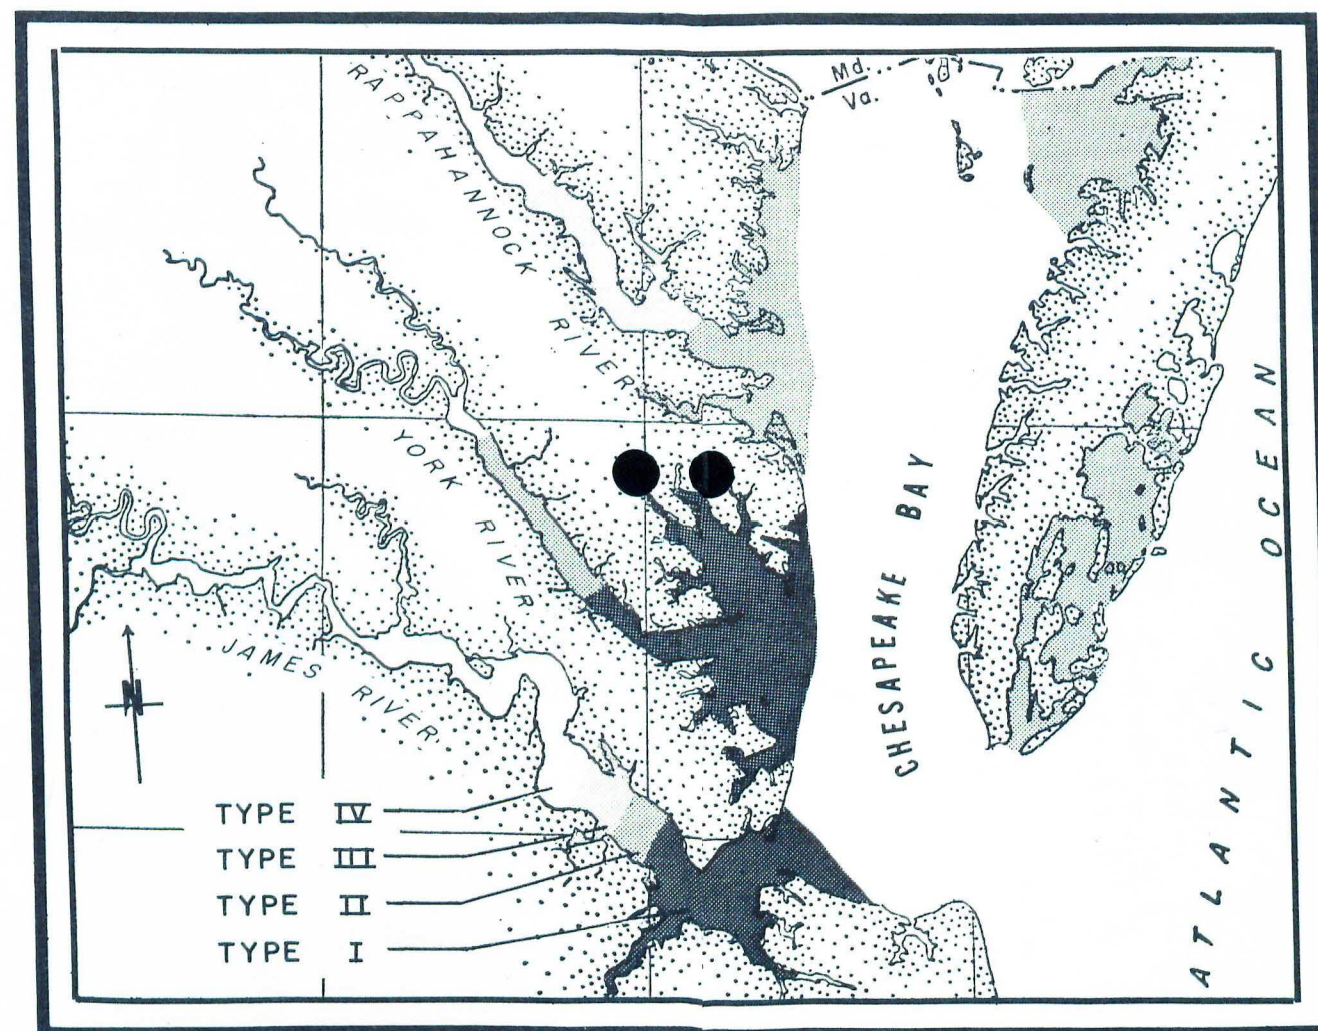 Md.
Va.
RAPPAHANNOCK RIVER
YORK RIVER
JAMES RIVER
CHESAPEAKE BAY
ATLANTIC OCEAN
N
TYPE IV
TYPE III
TYPE II
TYPE I